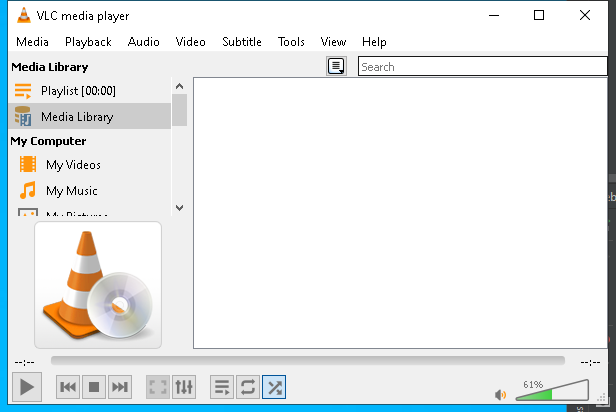 VLC media player
Media Playback Audio Video Subtitle Tools View Help
Media Library
Search
Playlist [00:00]
Media Library
My Computer
My Videos
My Music
My Pictures
--:-- --:--
61%